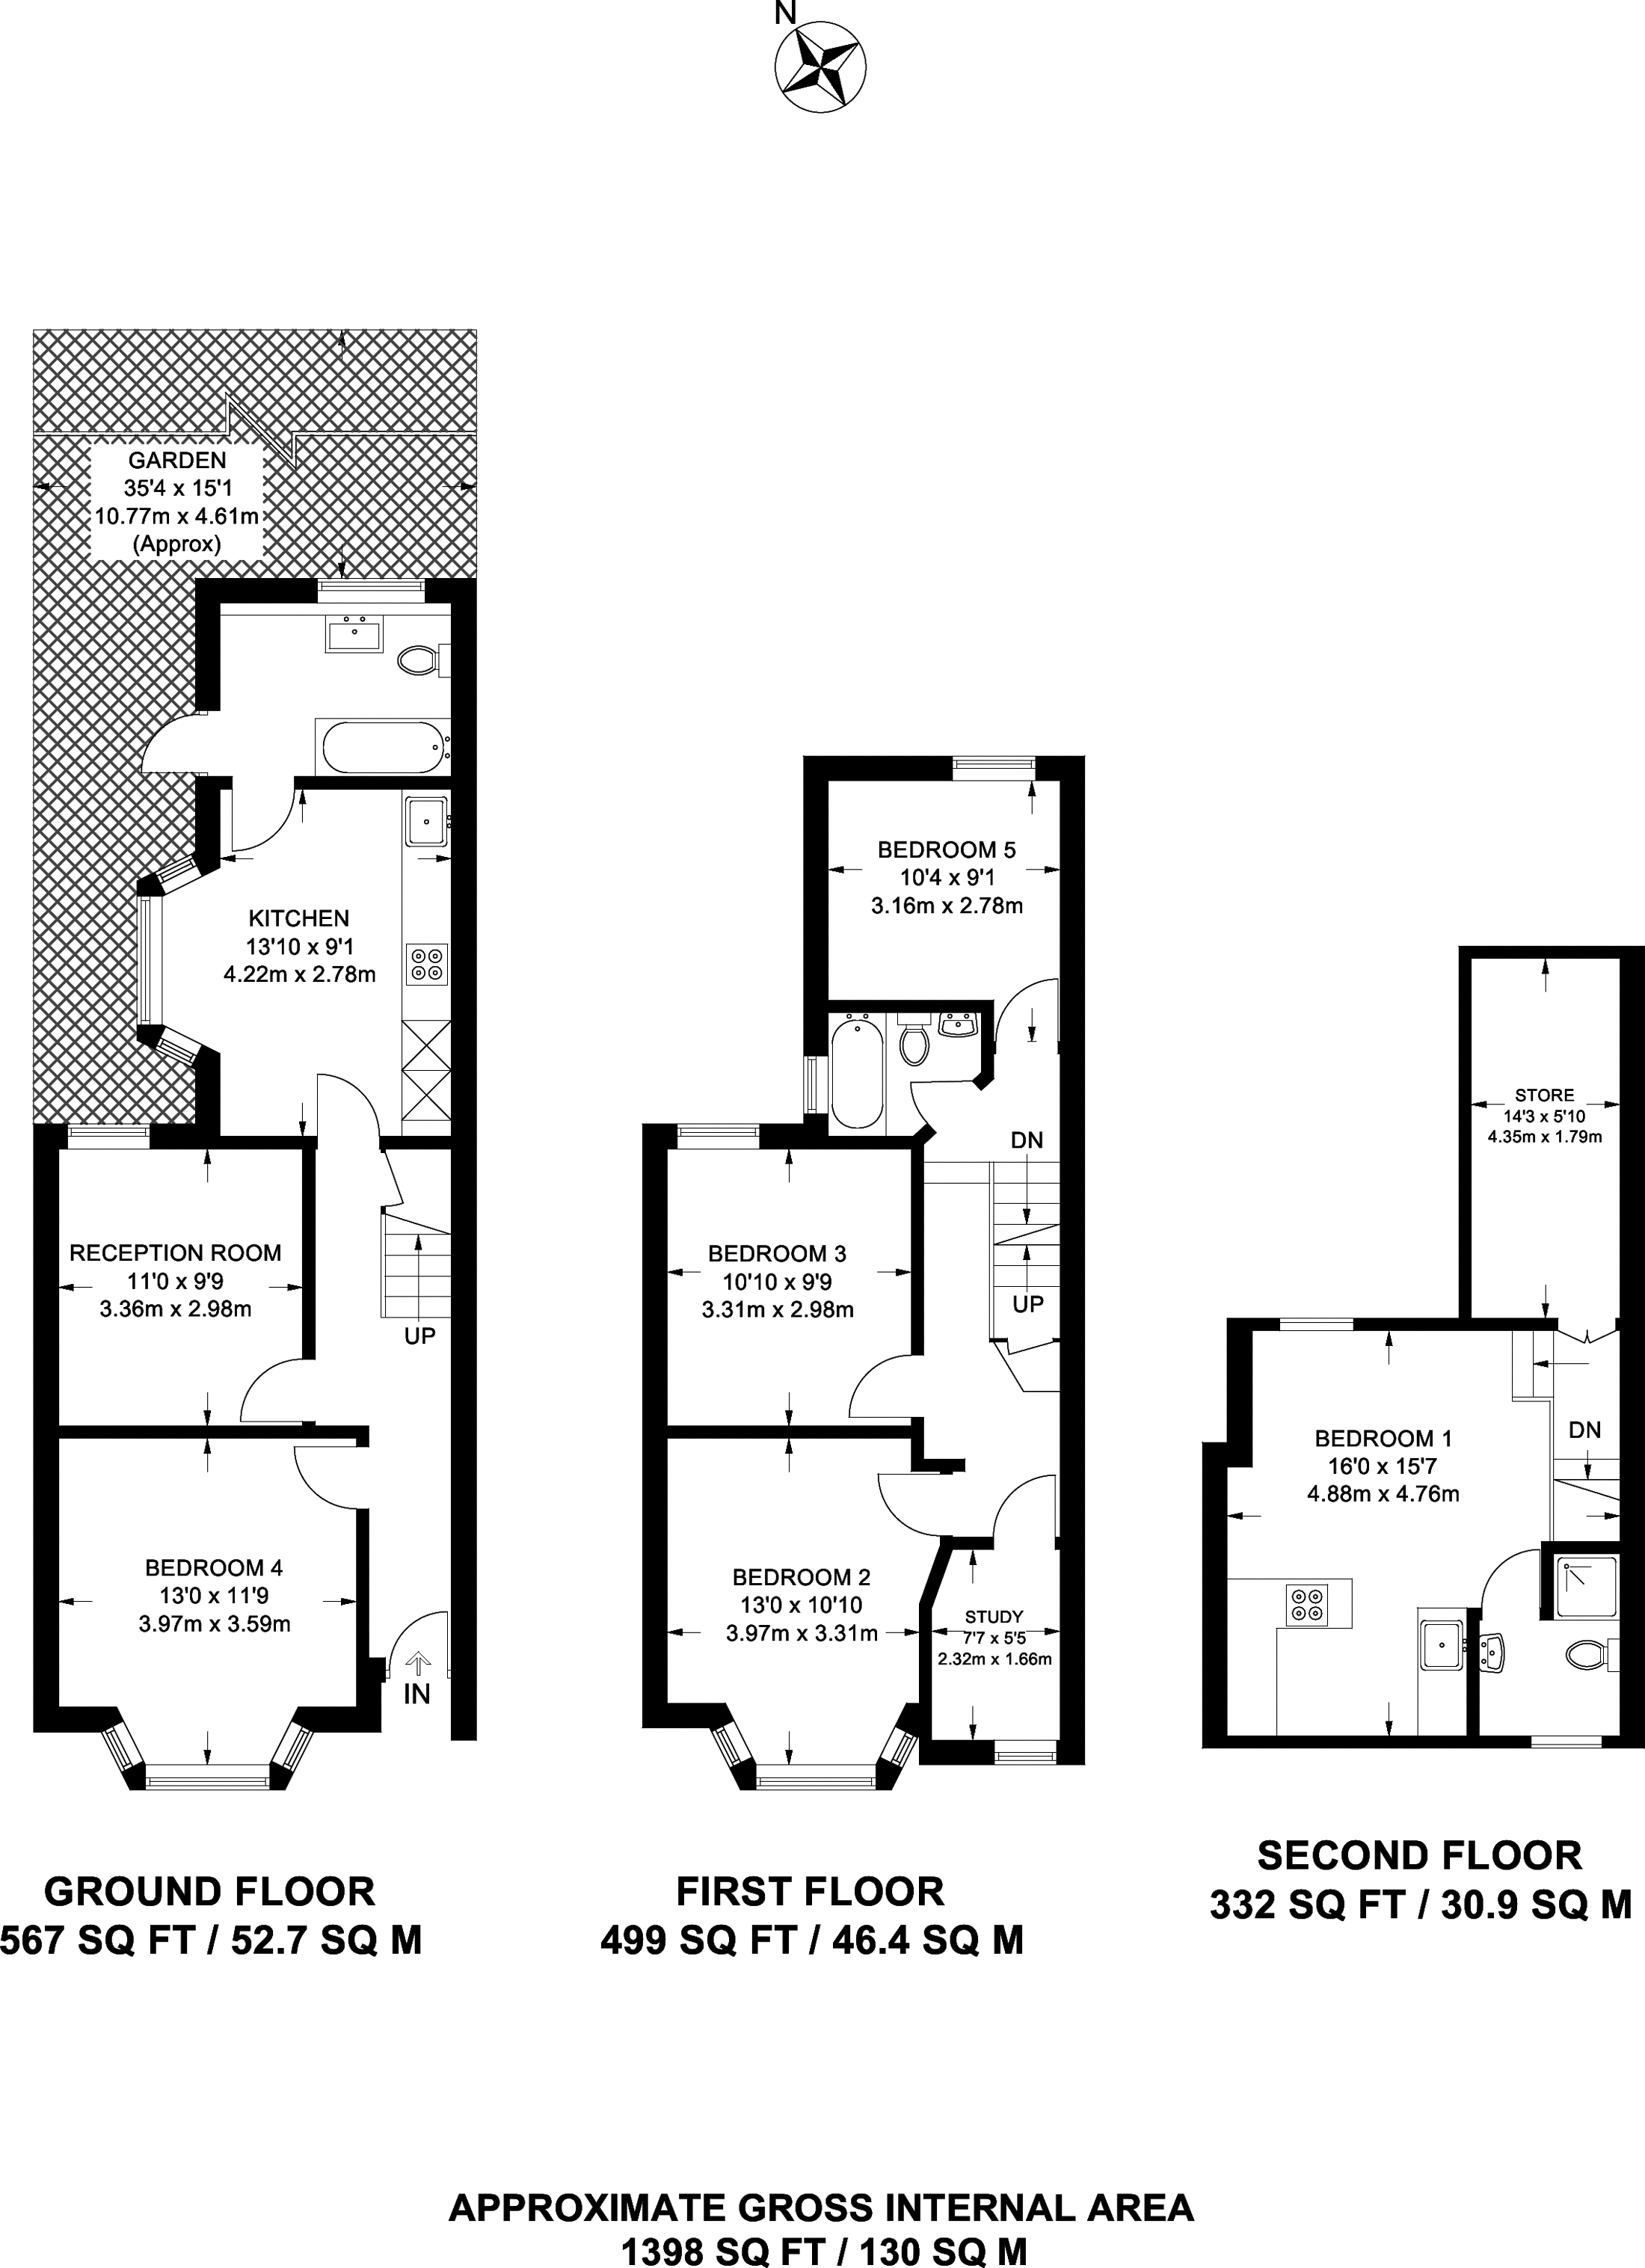 N
GARDEN
35'4 x 15'1
10.77m x 4.61m
(Approx)
KITCHEN
13'10 x 9'1
4.22m x 2.78m
RECEPTION ROOM
11'0 x 9'9
3.36m x 2.98m
UP
BEDROOM 4
13'0 x 11'9
3.97m x 3.59m
IN
GROUND FLOOR
567 SQ FT / 52.7 SQ M
BEDROOM 5
10'4 x 9'1
3.16m x 2.78m
DN
BEDROOM 3
10'10 x 9'9
3.31m x 2.98m
UP
BEDROOM 2
13'0 x 10'10
3.97m x 3.31m
STUDY
7'7 x 5'5
2.32m x 1.66m
FIRST FLOOR
499 SQ FT / 46.4 SQ M
STORE
14'3 x 5'10
4.35m x 1.79m
DN
BEDROOM 1
16'0 x 15'7
4.88m x 4.76m
SECOND FLOOR
332 SQ FT / 30.9 SQ M
APPROXIMATE GROSS INTERNAL AREA
1398 SQ FT / 130 SQ M